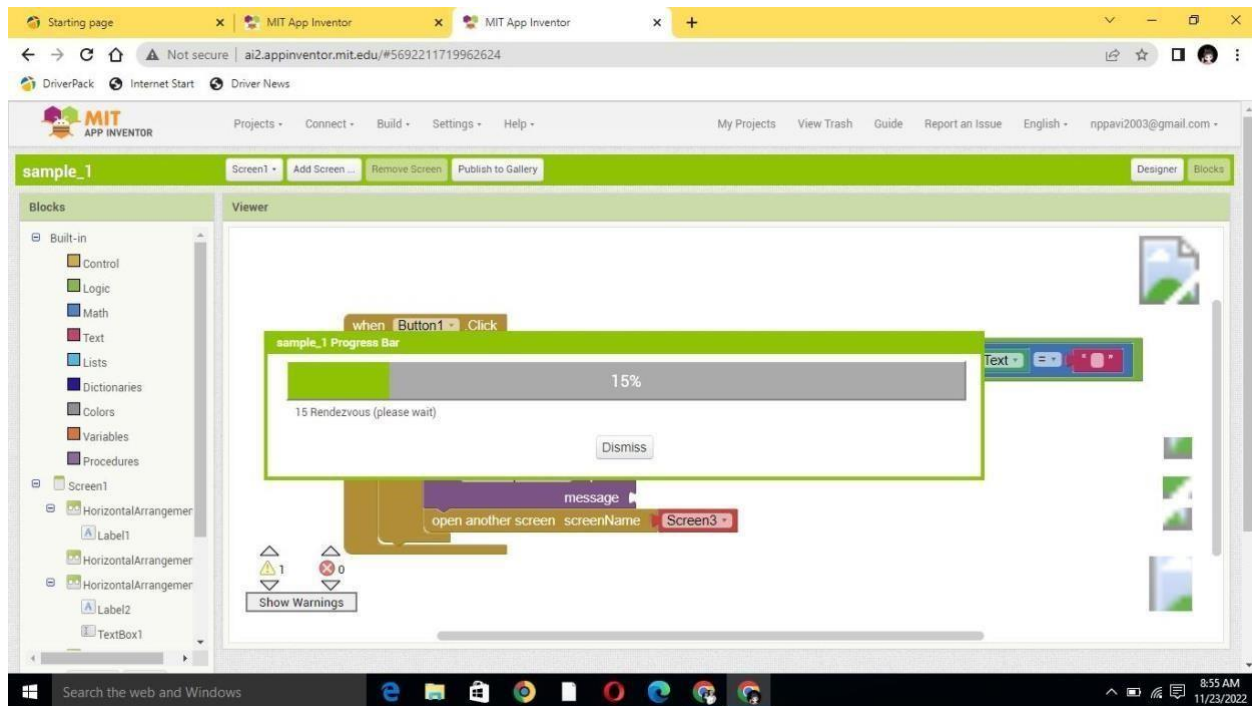 Starting page
MIT App Inventor
MIT App Inventor
Not secure ai2.appinventor.mit.edu/#5692211719962624
DriverPack Internet Start Driver News
MIT
APP INVENTOR
Projects Connect Build Settings Help My Projects View Trash Guide Report an Issue English nppavi2003@gmail.com
sample_1 Screen1 Add Screen ... Remove Screen Publish to Gallery Designer Blocks
Blocks Viewer
Built-in
Control
Logic
Math
Text
Lists
Dictionaries
Colors
Variables
Procedures
Screen1
HorizontalArrangemer
Label1
HorizontalArrangemer
HorizontalArrangemer
Label2
TextBox1
when Button1 .Click
sample_1 Progress Bar
15%
15 Rendezvous (please wait)
Dismiss
Text = " "
message
open another screen screenName Screen3
1 0
Show Warnings
Search the web and Windows
8:55 AM
11/23/2022